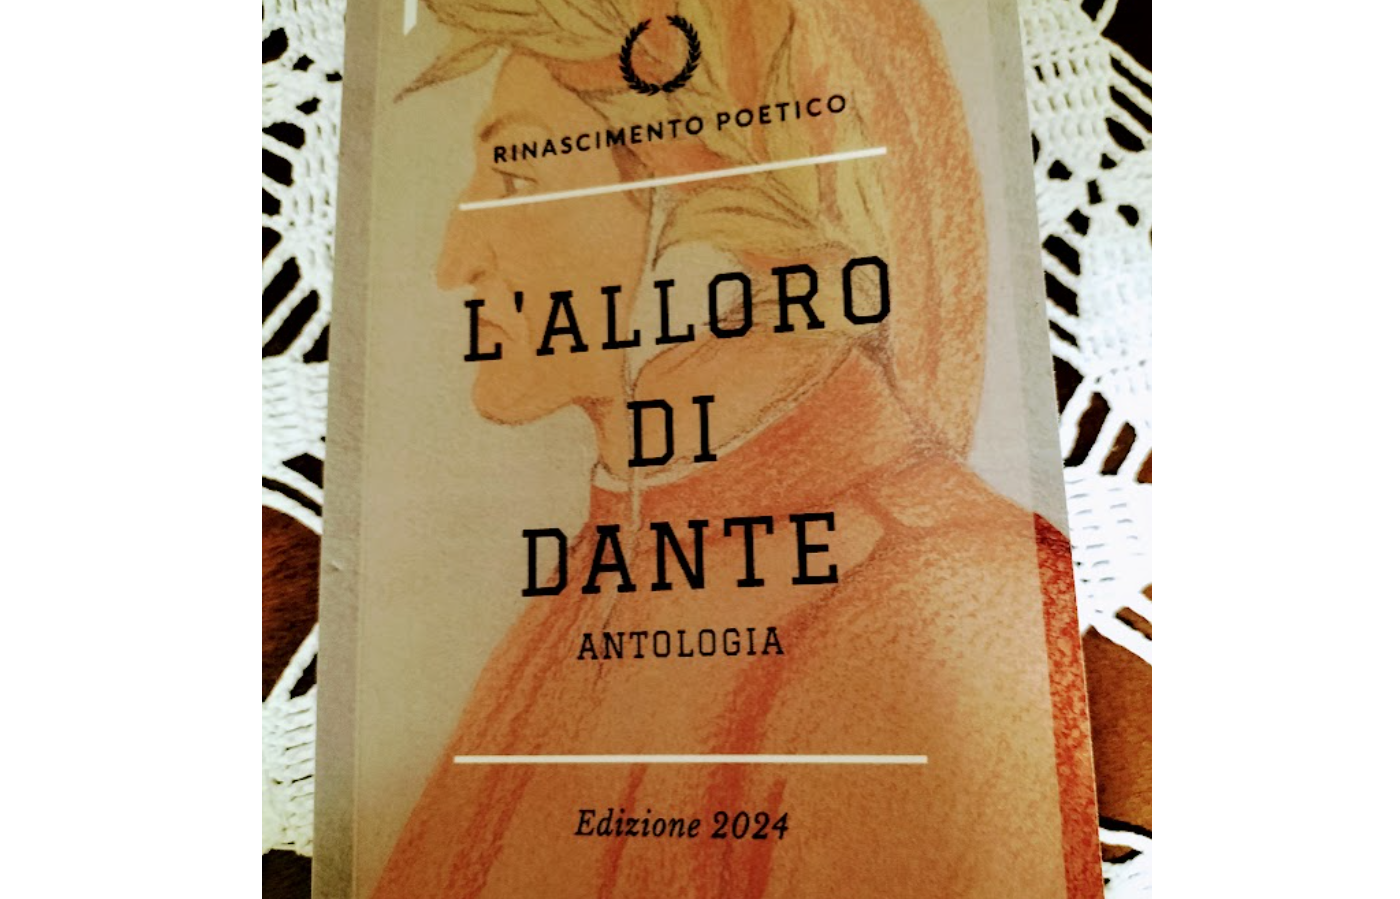 RINASCIMENTO POETICO
L'ALLORO
DI
DANTE
ANTOLOGIA
Edizione 2024